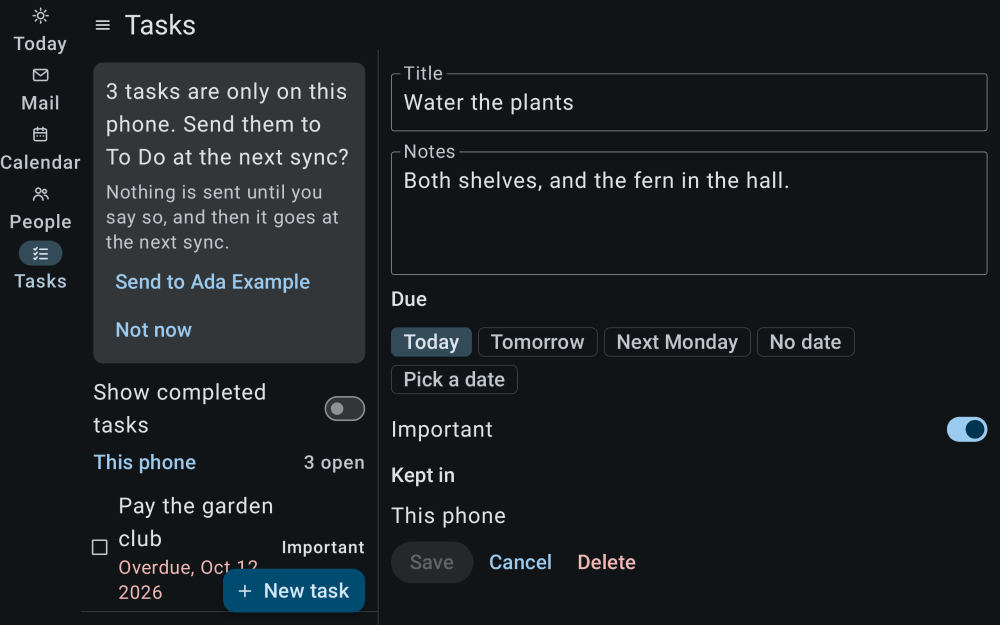 Today
Mail
Calendar
People
Tasks
Tasks
3 tasks are only on this
phone. Send them to
To Do at the next sync?
Nothing is sent until you
say so, and then it goes at
the next sync.
Send to Ada Example
Not now
Show completed
tasks
This phone
3 open
Pay the garden
club
Important
Overdue, Oct 12
2026
+ New task
Title
Water the plants
Notes
Both shelves, and the fern in the hall.
Due
Today Tomorrow Next Monday No date
Pick a date
Important
Kept in
This phone
Save Cancel Delete